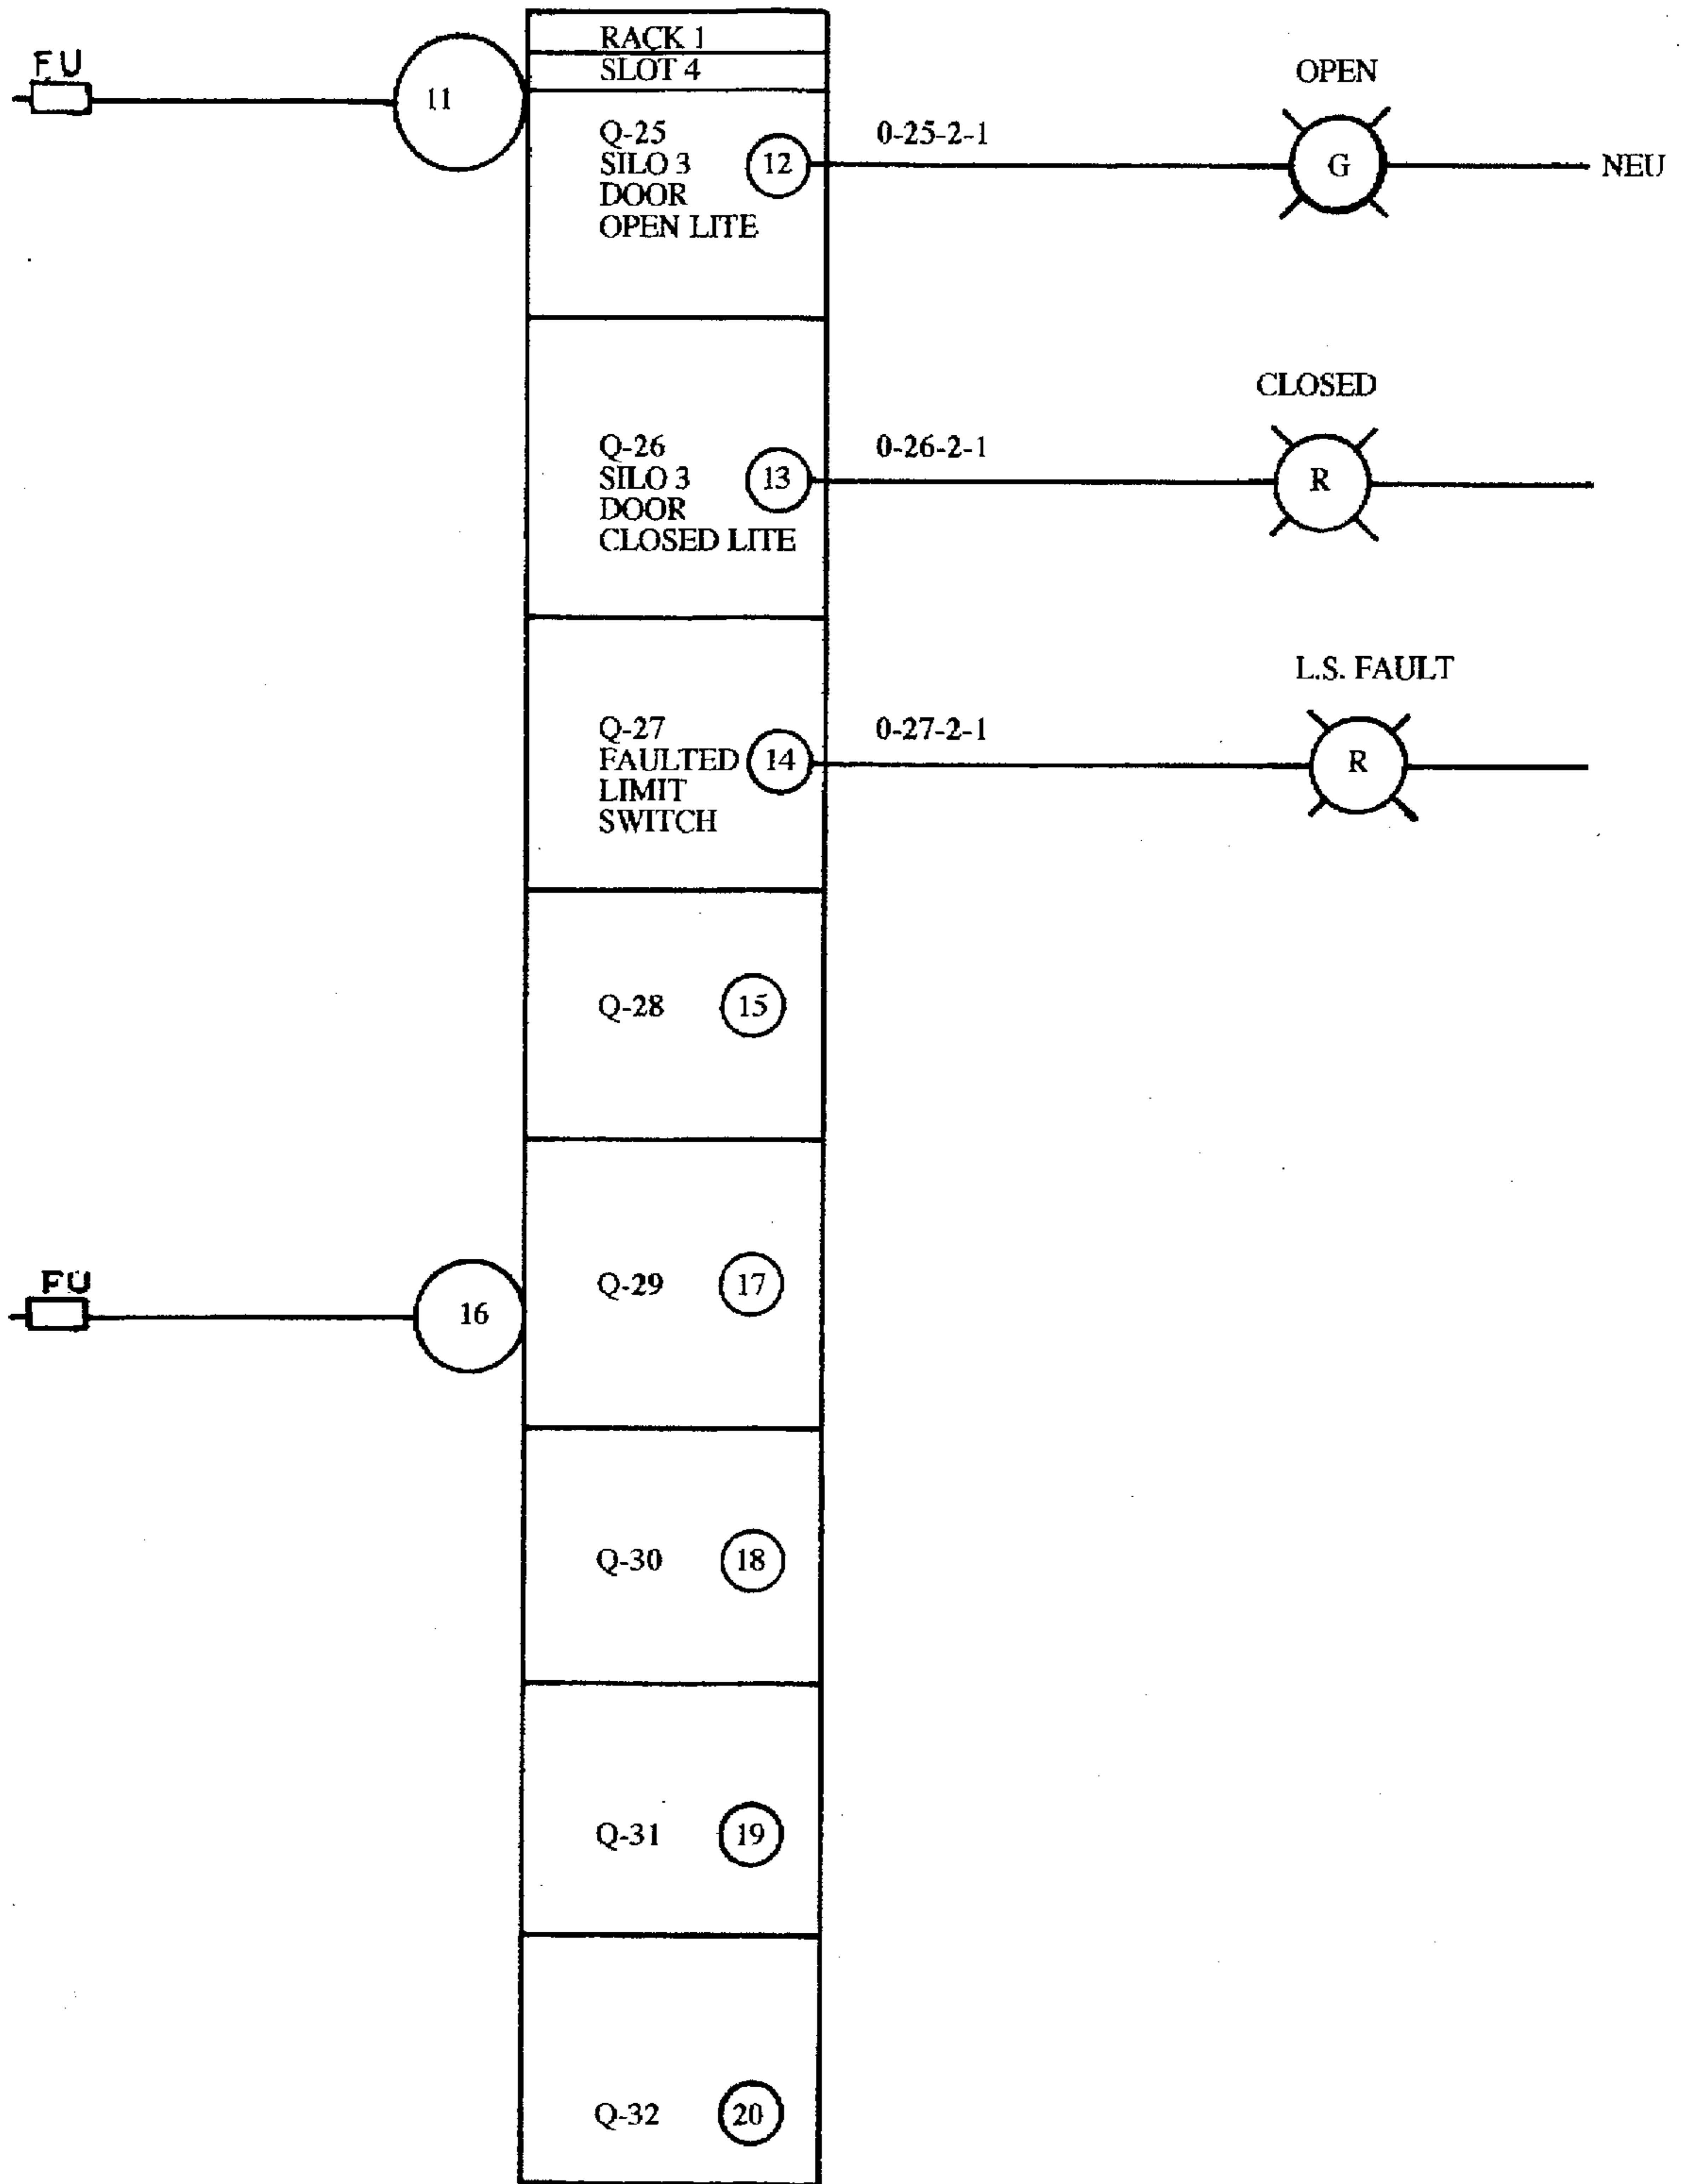 RACK 1
SLOT 4
FU
11
Q-25
SILO 3
DOOR
OPEN LITE
12
0-25-2-1
OPEN
G
NEU
Q-26
SILO 3
DOOR
CLOSED LITE
13
0-26-2-1
CLOSED
R
Q-27
FAULTED
LIMIT
SWITCH
14
0-27-2-1
L.S. FAULT
R
Q-28
15
FU
16
Q-29
17
Q-30
18
Q-31
19
Q-32
20